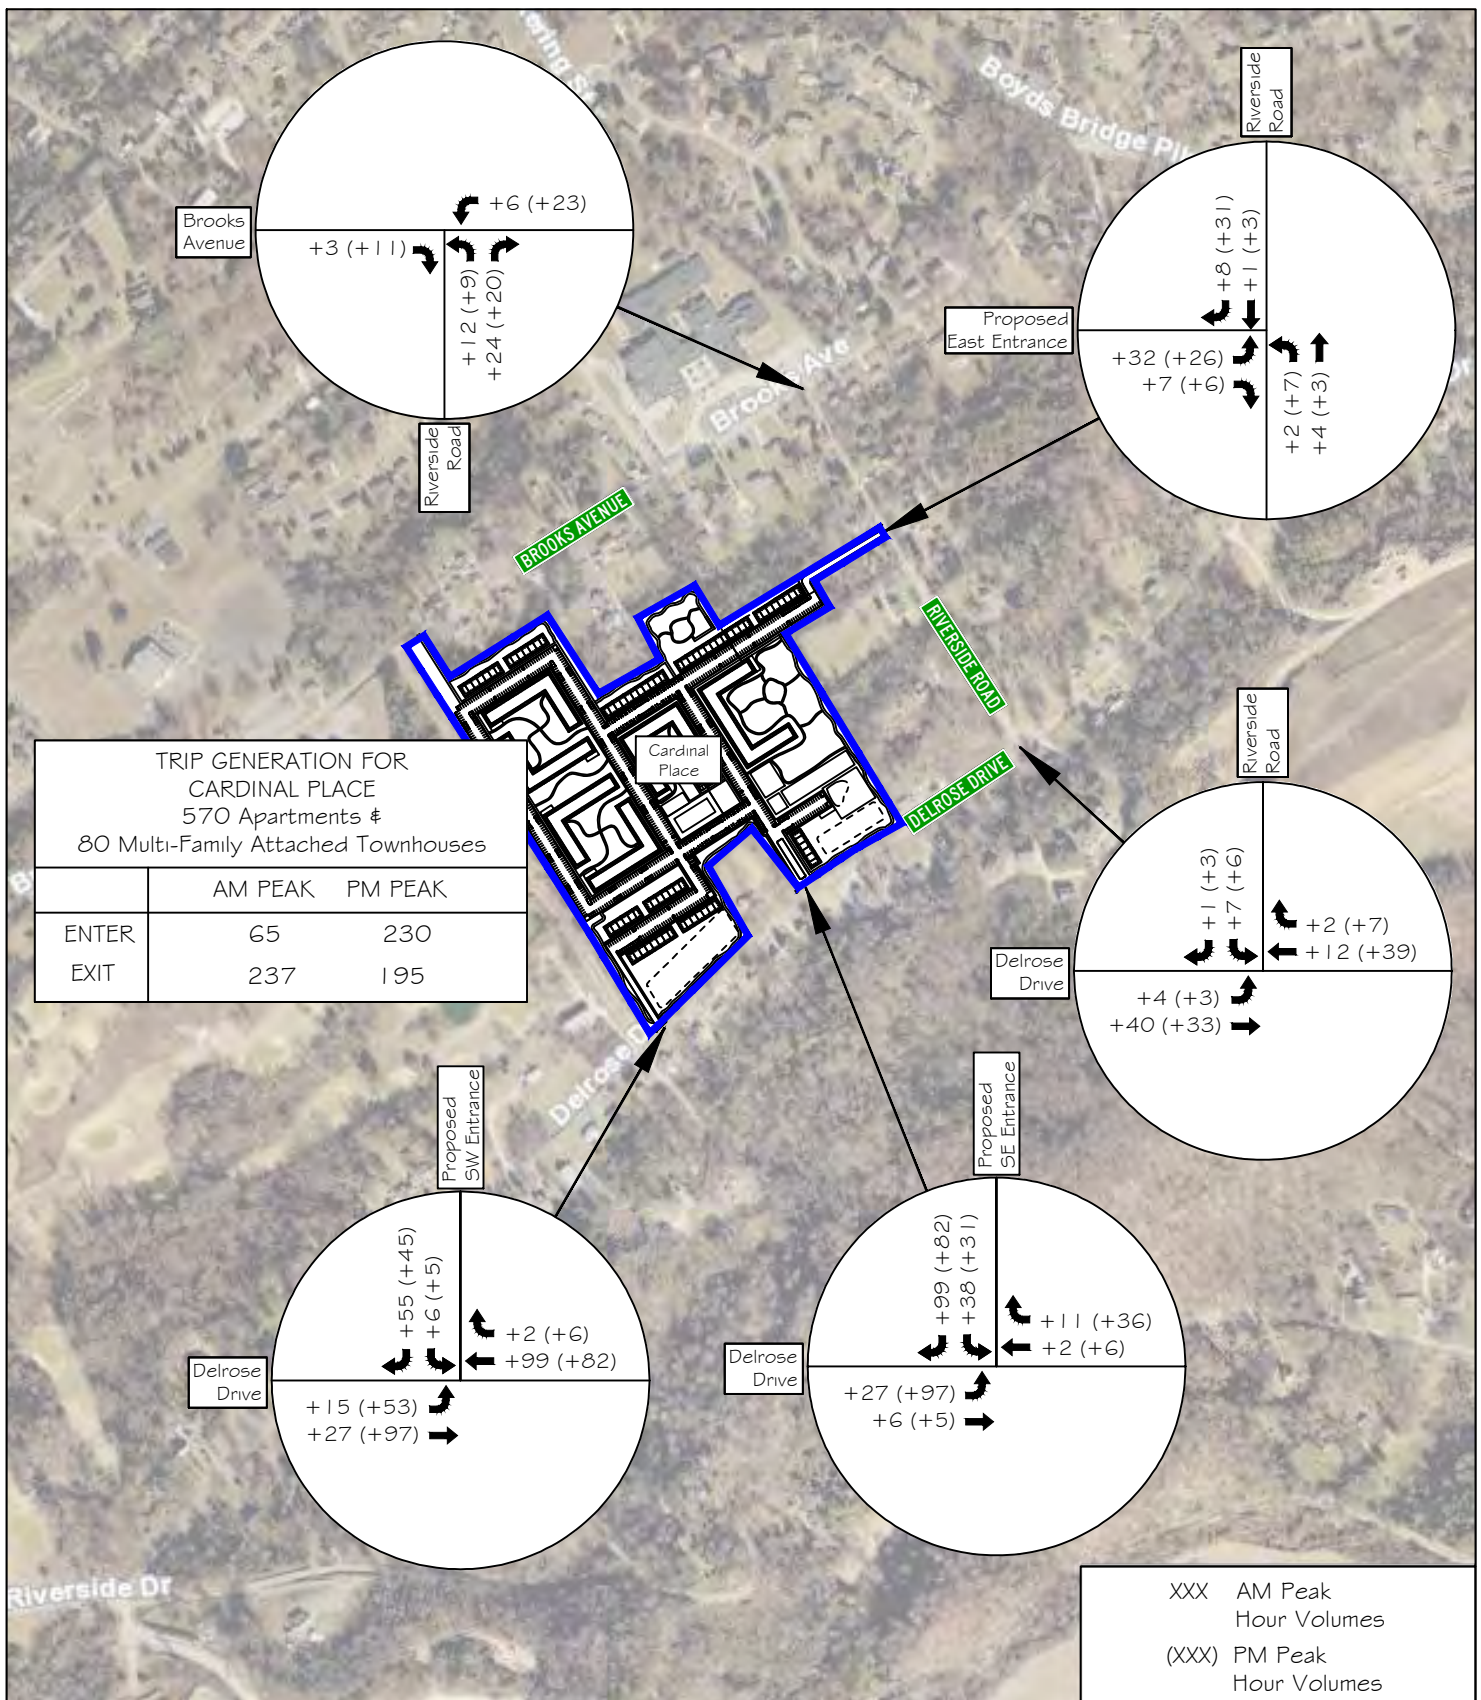 ering S
Boyds Bridge Pi
Riverside
Road
Brooks
Avenue
+6 (+23)
+3 (+11)
+12 (+9)
+24 (+20)
Riverside
Road
+8 (+31)
+1 (+3)
Proposed
East Entrance
+32 (+26)
+7 (+6)
+2 (+7)
+4 (+3)
Brooks Ave
BROOKS AVENUE
RIVERSIDE ROAD
DELROSE DRIVE
Cardinal
Place
TRIP GENERATION FOR
CARDINAL PLACE
570 Apartments &
80 Multi-Family Attached Townhouses
AM PEAK PM PEAK
ENTER 65 230
EXIT 237 195
Riverside
Road
+1 (+3)
+7 (+6)
+2 (+7)
+12 (+39)
Delrose
Drive
+4 (+3)
+40 (+33)
Delrose D
Proposed
SW Entrance
+55 (+45)
+6 (+5)
+2 (+6)
+99 (+82)
Delrose
Drive
+15 (+53)
+27 (+97)
Proposed
SE Entrance
+99 (+82)
+38 (+31)
+11 (+36)
+2 (+6)
Delrose
Drive
+27 (+97)
+6 (+5)
Riverside Dr
XXX AM Peak
Hour Volumes
(XXX) PM Peak
Hour Volumes